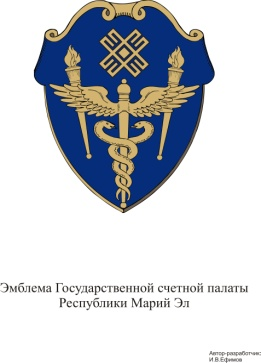 Эмблема Государственной счетной палаты
Республики Марий Эл
Автор-разработчик:
И.В.Ефимов